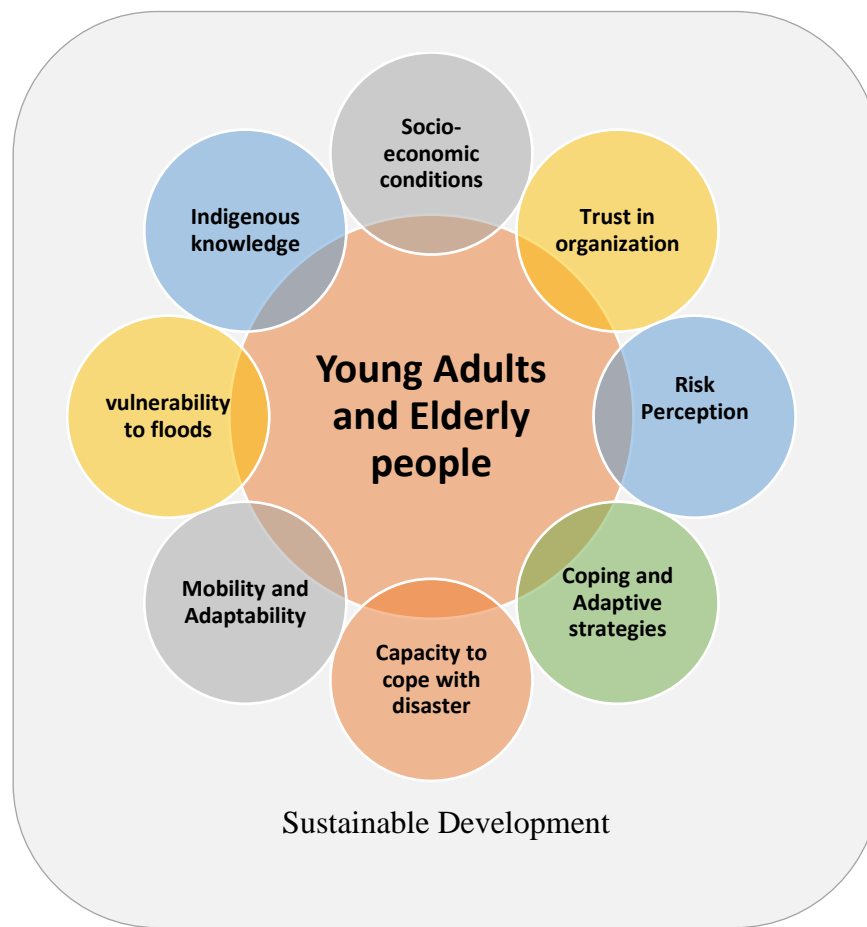 Socio-
economic
conditions
Trust in
organization
Risk
Perception
Coping and
Adaptive
strategies
Capacity to
cope with
disaster
Mobility and
Adaptability
vulnerability
to floods
Indigenous
knowledge
Young Adults
and Elderly
people
Sustainable Development